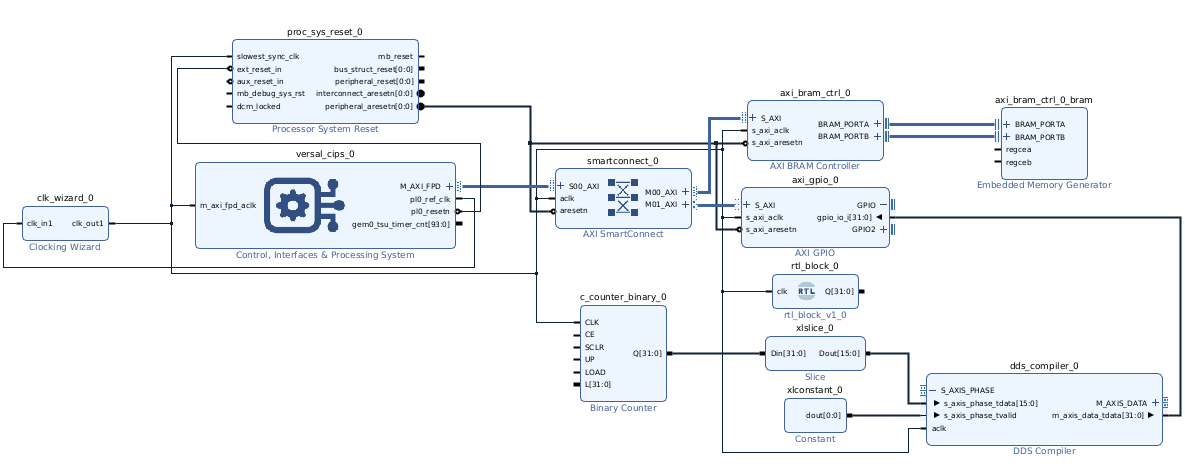 proc_sys_reset_0
slowest_sync_clk
mb_reset
ext_reset_in
bus_struct_reset[0:0]
aux_reset_in
peripheral_reset[0:0]
mb_debug_sys_rst
interconnect_aresetn[0:0]
dcm_locked
peripheral_aresetn[0:0]
Processor System Reset
versal_cips_0
M_AXI_FPD
m_axi_fpd_aclk
pl0_ref_clk
pl0_resetn
gem0_tsu_timer_cnt[93:0]
Control, Interfaces & Processing System
clk_wizard_0
clk_in1
clk_out1
Clocking Wizard
smartconnect_0
S00_AXI
M00_AXI
aclk
M01_AXI
aresetn
AXI SmartConnect
axi_bram_ctrl_0
S_AXI
s_axi_aclk
BRAM_PORTA
s_axi_aresetn
BRAM_PORTB
AXI BRAM Controller
axi_bram_ctrl_0_bram
BRAM_PORTA
BRAM_PORTB
regcea
regceb
Embedded Memory Generator
axi_gpio_0
S_AXI
GPIO
s_axi_aclk
gpio_io_i[31:0]
s_axi_aresetn
GPIO2
AXI GPIO
rtl_block_0
clk
RTL
Q[31:0]
rtl_block_v1_0
c_counter_binary_0
CLK
CE
SCLR
UP
Q[31:0]
LOAD
L[31:0]
Binary Counter
xlslice_0
Din[31:0]
Dout[15:0]
Slice
xlconstant_0
dout[0:0]
Constant
dds_compiler_0
S_AXIS_PHASE
s_axis_phase_tdata[15:0]
M_AXIS_DATA
s_axis_phase_tvalid
m_axis_data_tdata[31:0]
aclk
DDS Compiler